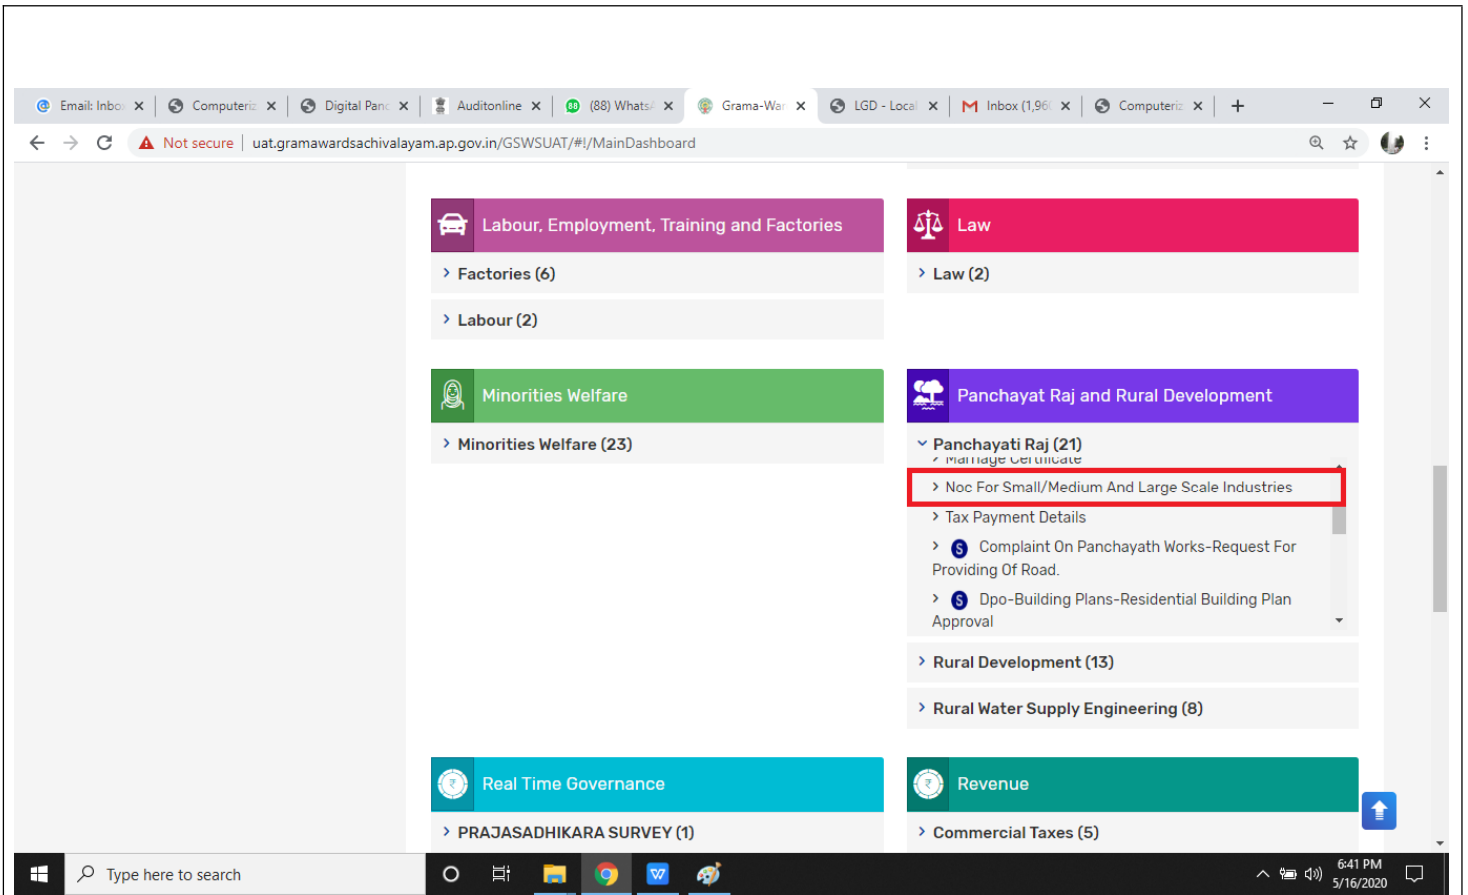 Email: Inbo
Computeriz
Digital Panc
Auditonline
(88) Whats
Grama-War
LGD - Local
Inbox (1,96
Computeriz
Not secure
uat.gramawardsachivalayam.ap.gov.in/GSWSUAT/#!/MainDashboard
Labour, Employment, Training and Factories
Factories (6)
Labour (2)
Law
Law (2)
Minorities Welfare
Minorities Welfare (23)
Panchayat Raj and Rural Development
Panchayati Raj (21)
Marriage Certificate
Noc For Small/Medium And Large Scale Industries
Tax Payment Details
S Complaint On Panchayath Works-Request For
Providing Of Road.
S Dpo-Building Plans-Residential Building Plan
Approval
Rural Development (13)
Rural Water Supply Engineering (8)
Real Time Governance
PRAJASADHIKARA SURVEY (1)
Revenue
Commercial Taxes (5)
Type here to search
6:41 PM
5/16/2020